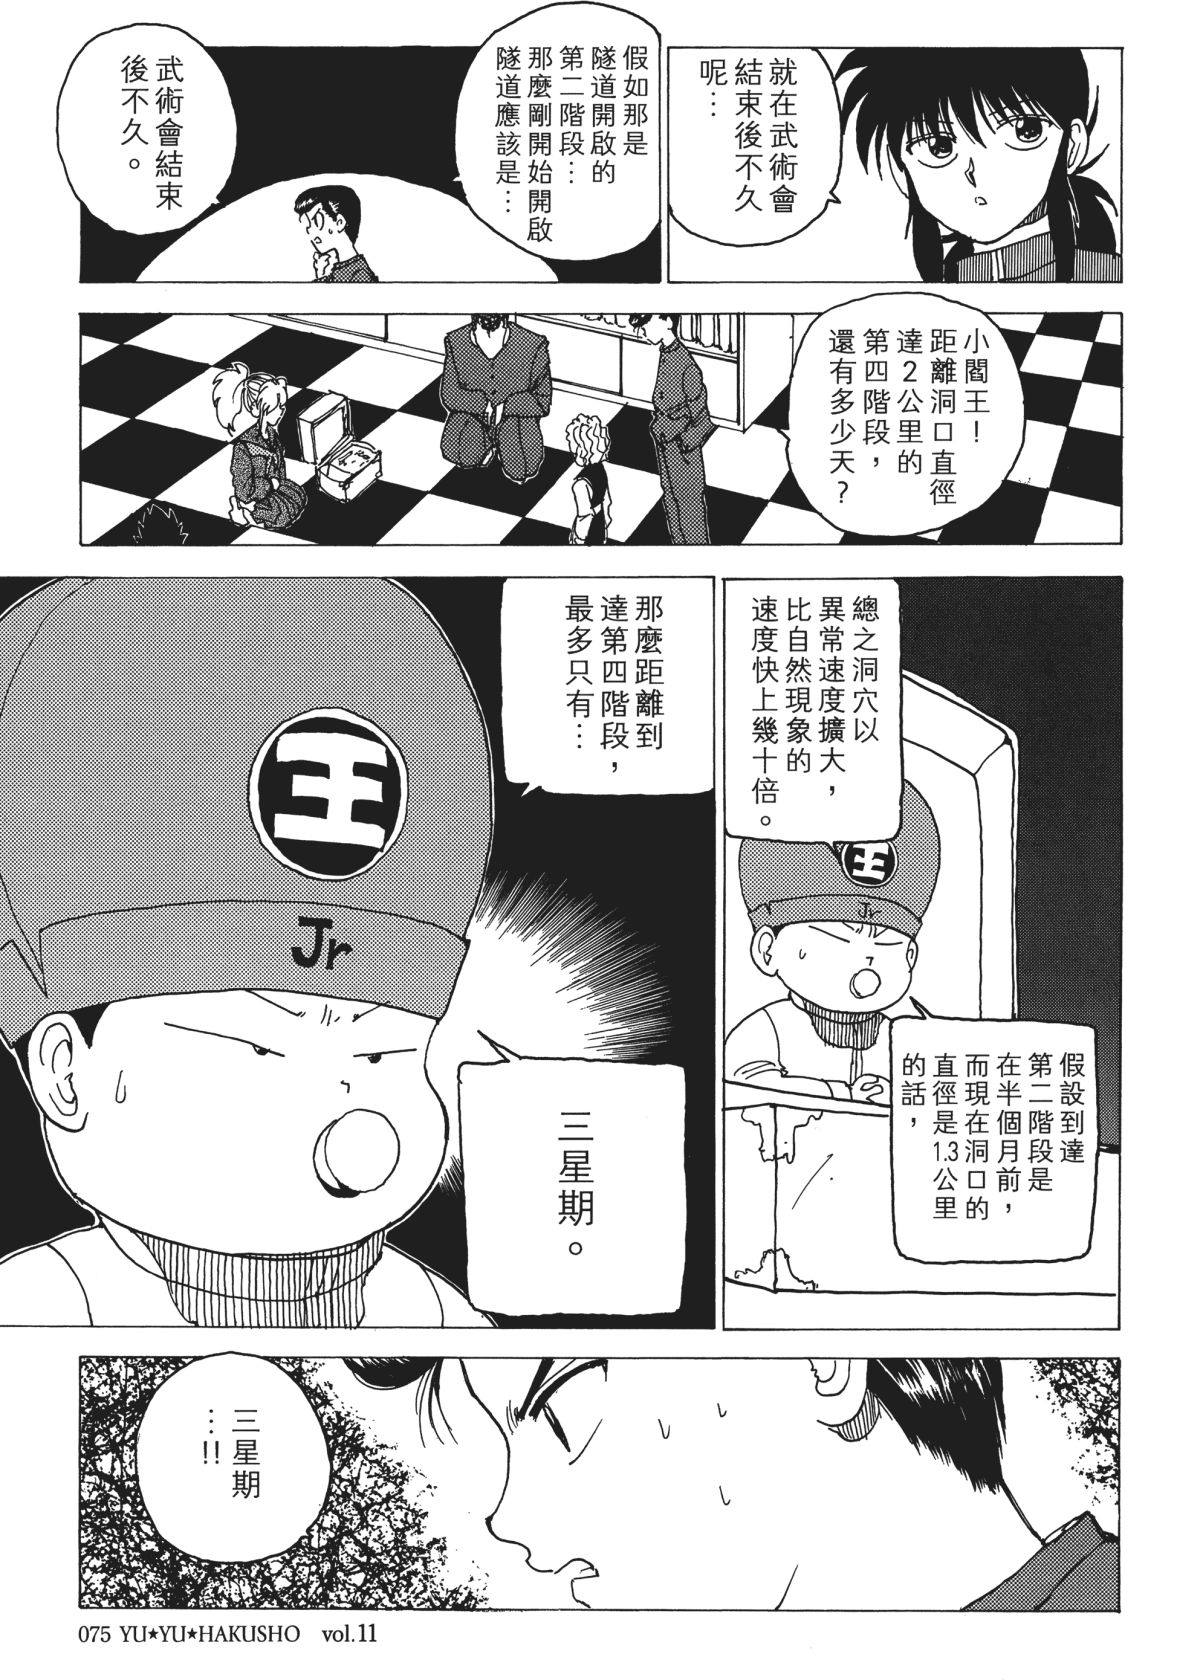 就在武術會
結束後不久
呢…
假如那是
隧道開啟的
第二階段…
那麼剛開始開啟
隧道應該是…
武術會結束
後不久。
小閻王！
距離洞口直徑
達2公里的
第四階段，
還有多少天？
總之洞穴以
異常速度擴大，
比自然現象的
速度快上幾十倍。
王
Jr
假設到達
第二階段是
在半個月前，
而現在洞口的
直徑是1.3公里
的話，
那麼距離到
達第四階段，
最多只有…
王
Jr
三星期。
三星期
…!!
075 YU★YU★HAKUSHO vol.11